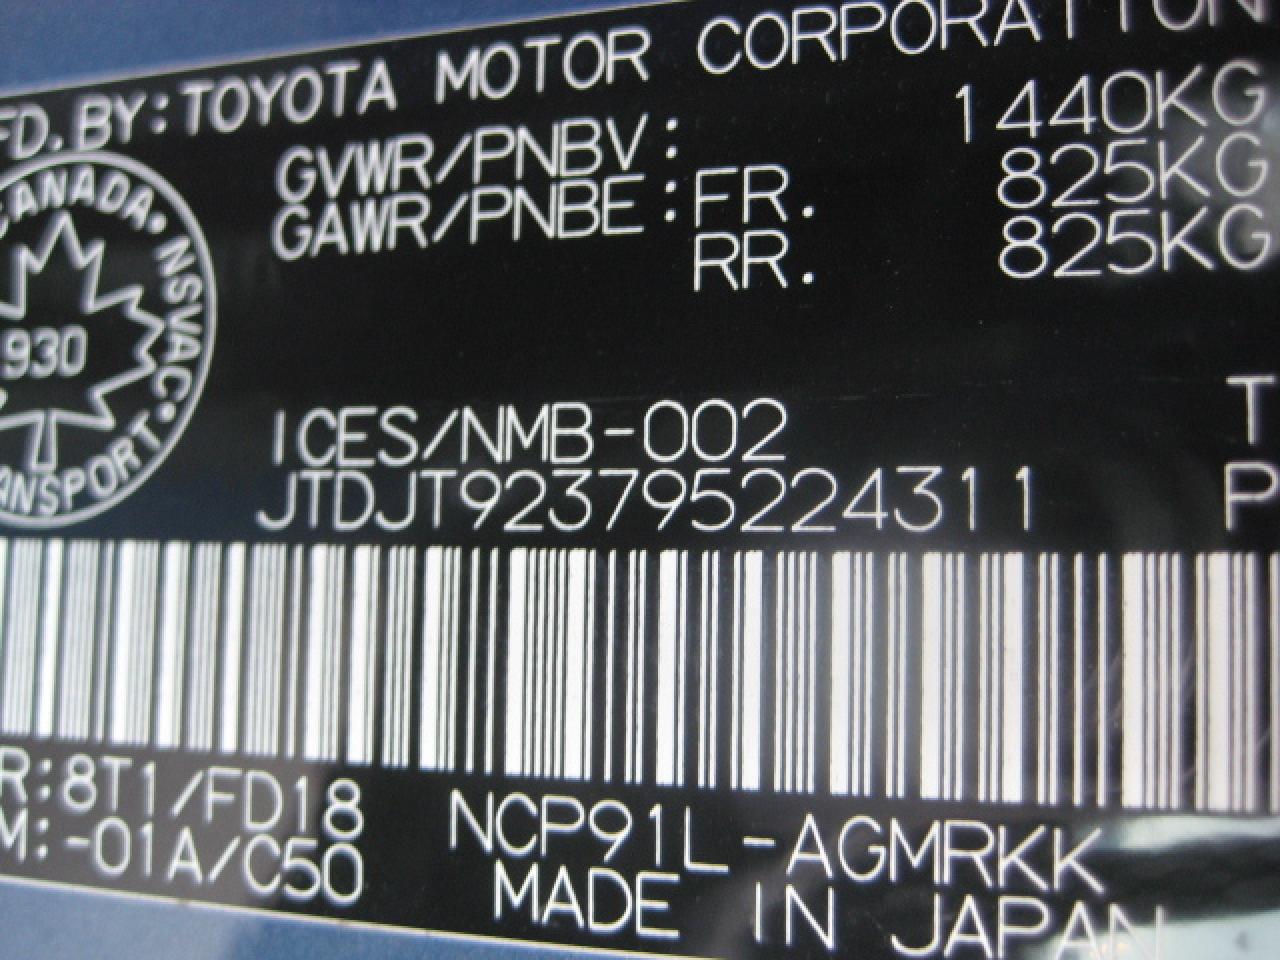 FD. BY: TOYOTA MOTOR CORPORATION
GVWR/PNBV: 1440KG
GAWR/PNBE: FR. 825KG
RR. 825KG
CANADA • NSVAC • TRANSPORT
930
ICES/NMB-002
JTDJT923795224311
T
P
R:8T1/FD18
M:-01A/C50
NCP91L-AGMRKK
MADE IN JAPAN